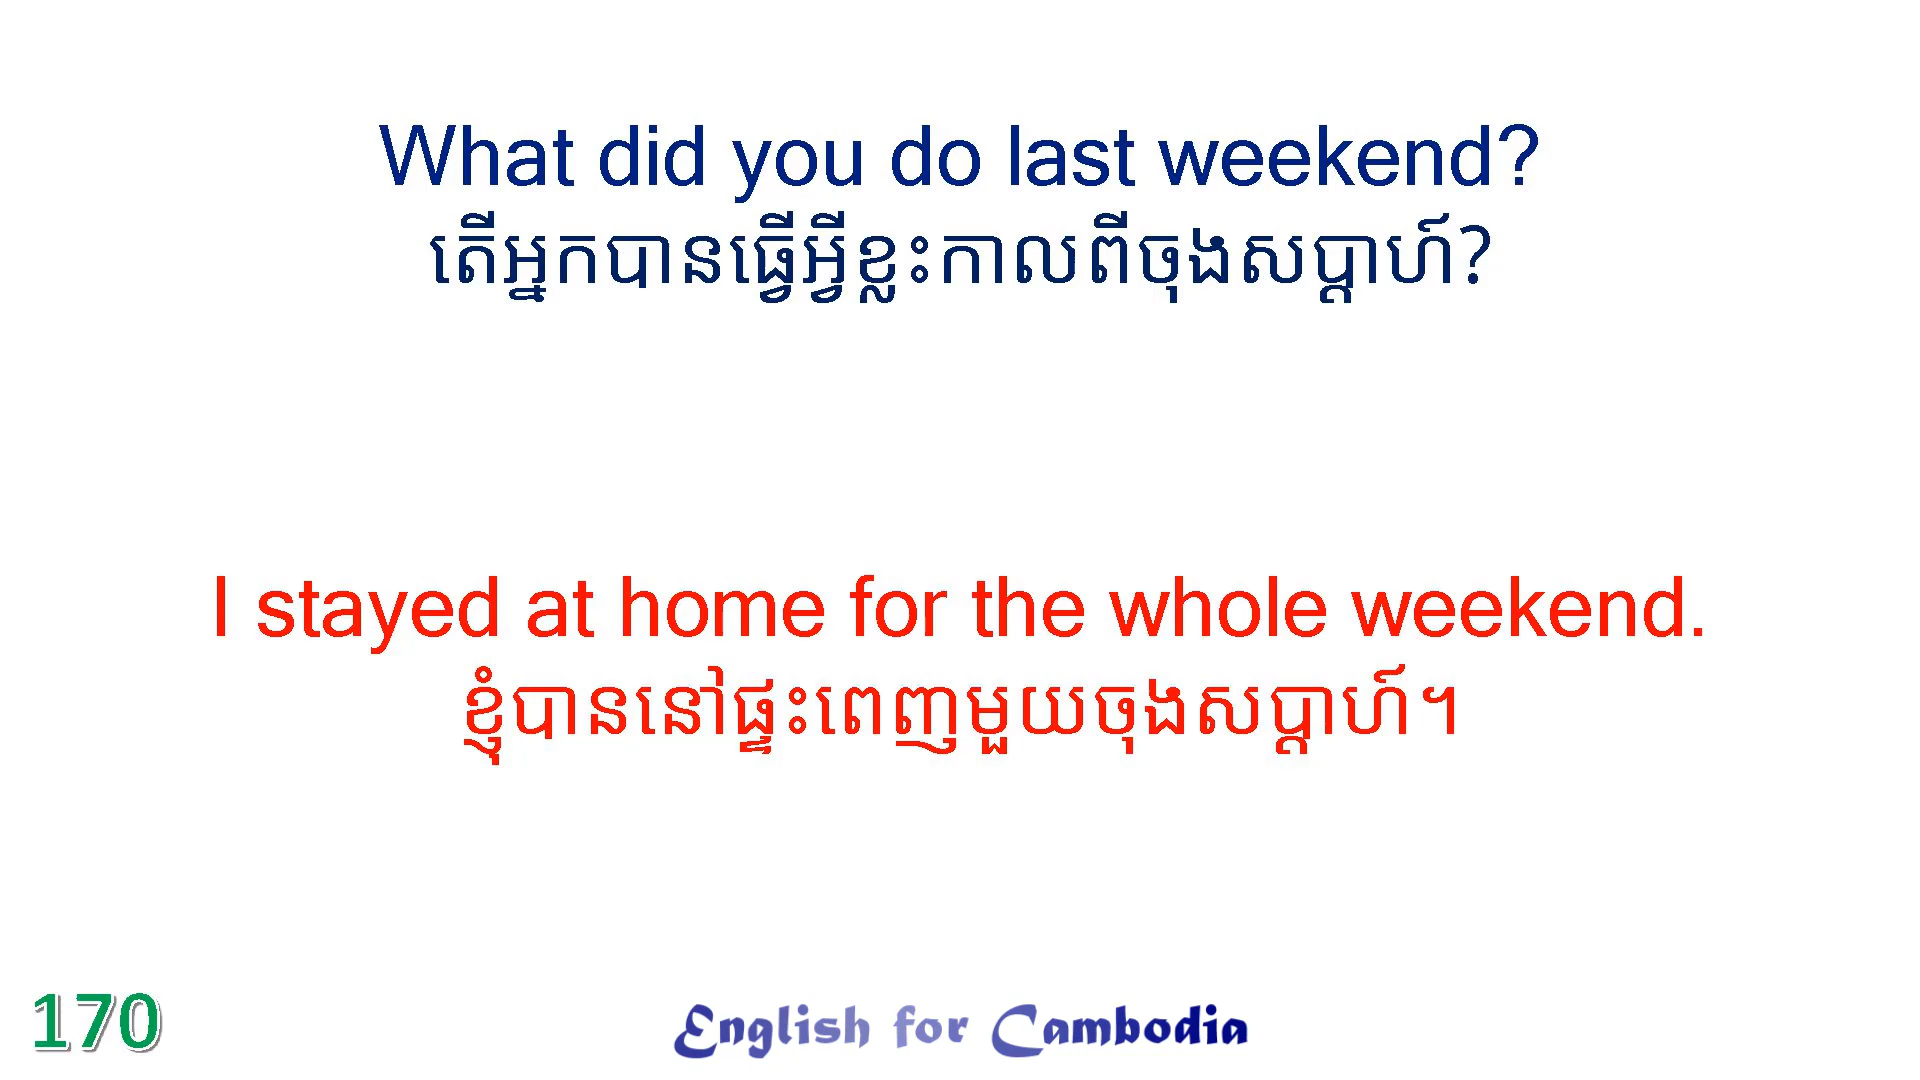 What did you do last weekend?
តើអ្នកបានធ្វើអ្វីខ្លះកាលពីចុងសប្តាហ៍?
I stayed at home for the whole weekend.
ខ្ញុំបាននៅផ្ទះពេញមួយចុងសប្តាហ៍។
170
English for Cambodia